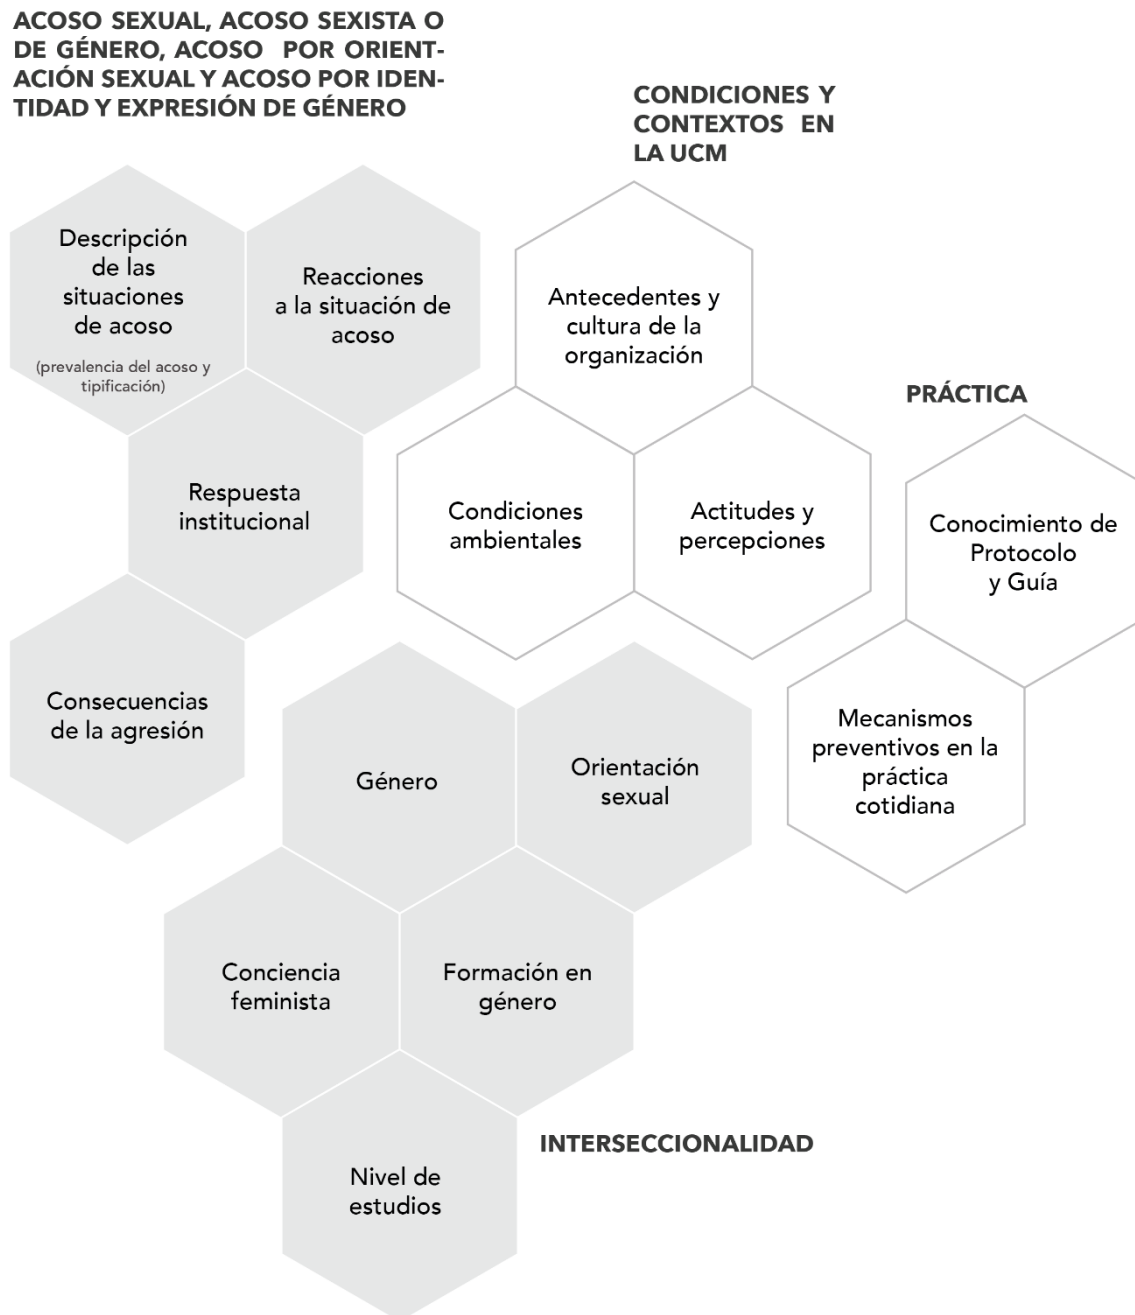 ACOSO SEXUAL, ACOSO SEXISTA O
DE GÉNERO, ACOSO POR ORIENT-
ACIÓN SEXUAL Y ACOSO POR IDEN-
TIDAD Y EXPRESIÓN DE GÉNERO
Descripción
de las
situaciones
de acoso
(prevalencia del acoso y
tipificación)
Reacciones
a la situación de
acoso
Respuesta
institucional
Consecuencias
de la agresión
CONDICIONES Y
CONTEXTOS EN
LA UCM
Antecedentes y
cultura de la
organización
Condiciones
ambientales
Actitudes y
percepciones
PRÁCTICA
Conocimiento de
Protocolo
y Guía
Mecanismos
preventivos en la
práctica
cotidiana
Género
Orientación
sexual
Conciencia
feminista
Formación en
género
INTERSECCIONALIDAD
Nivel de
estudios